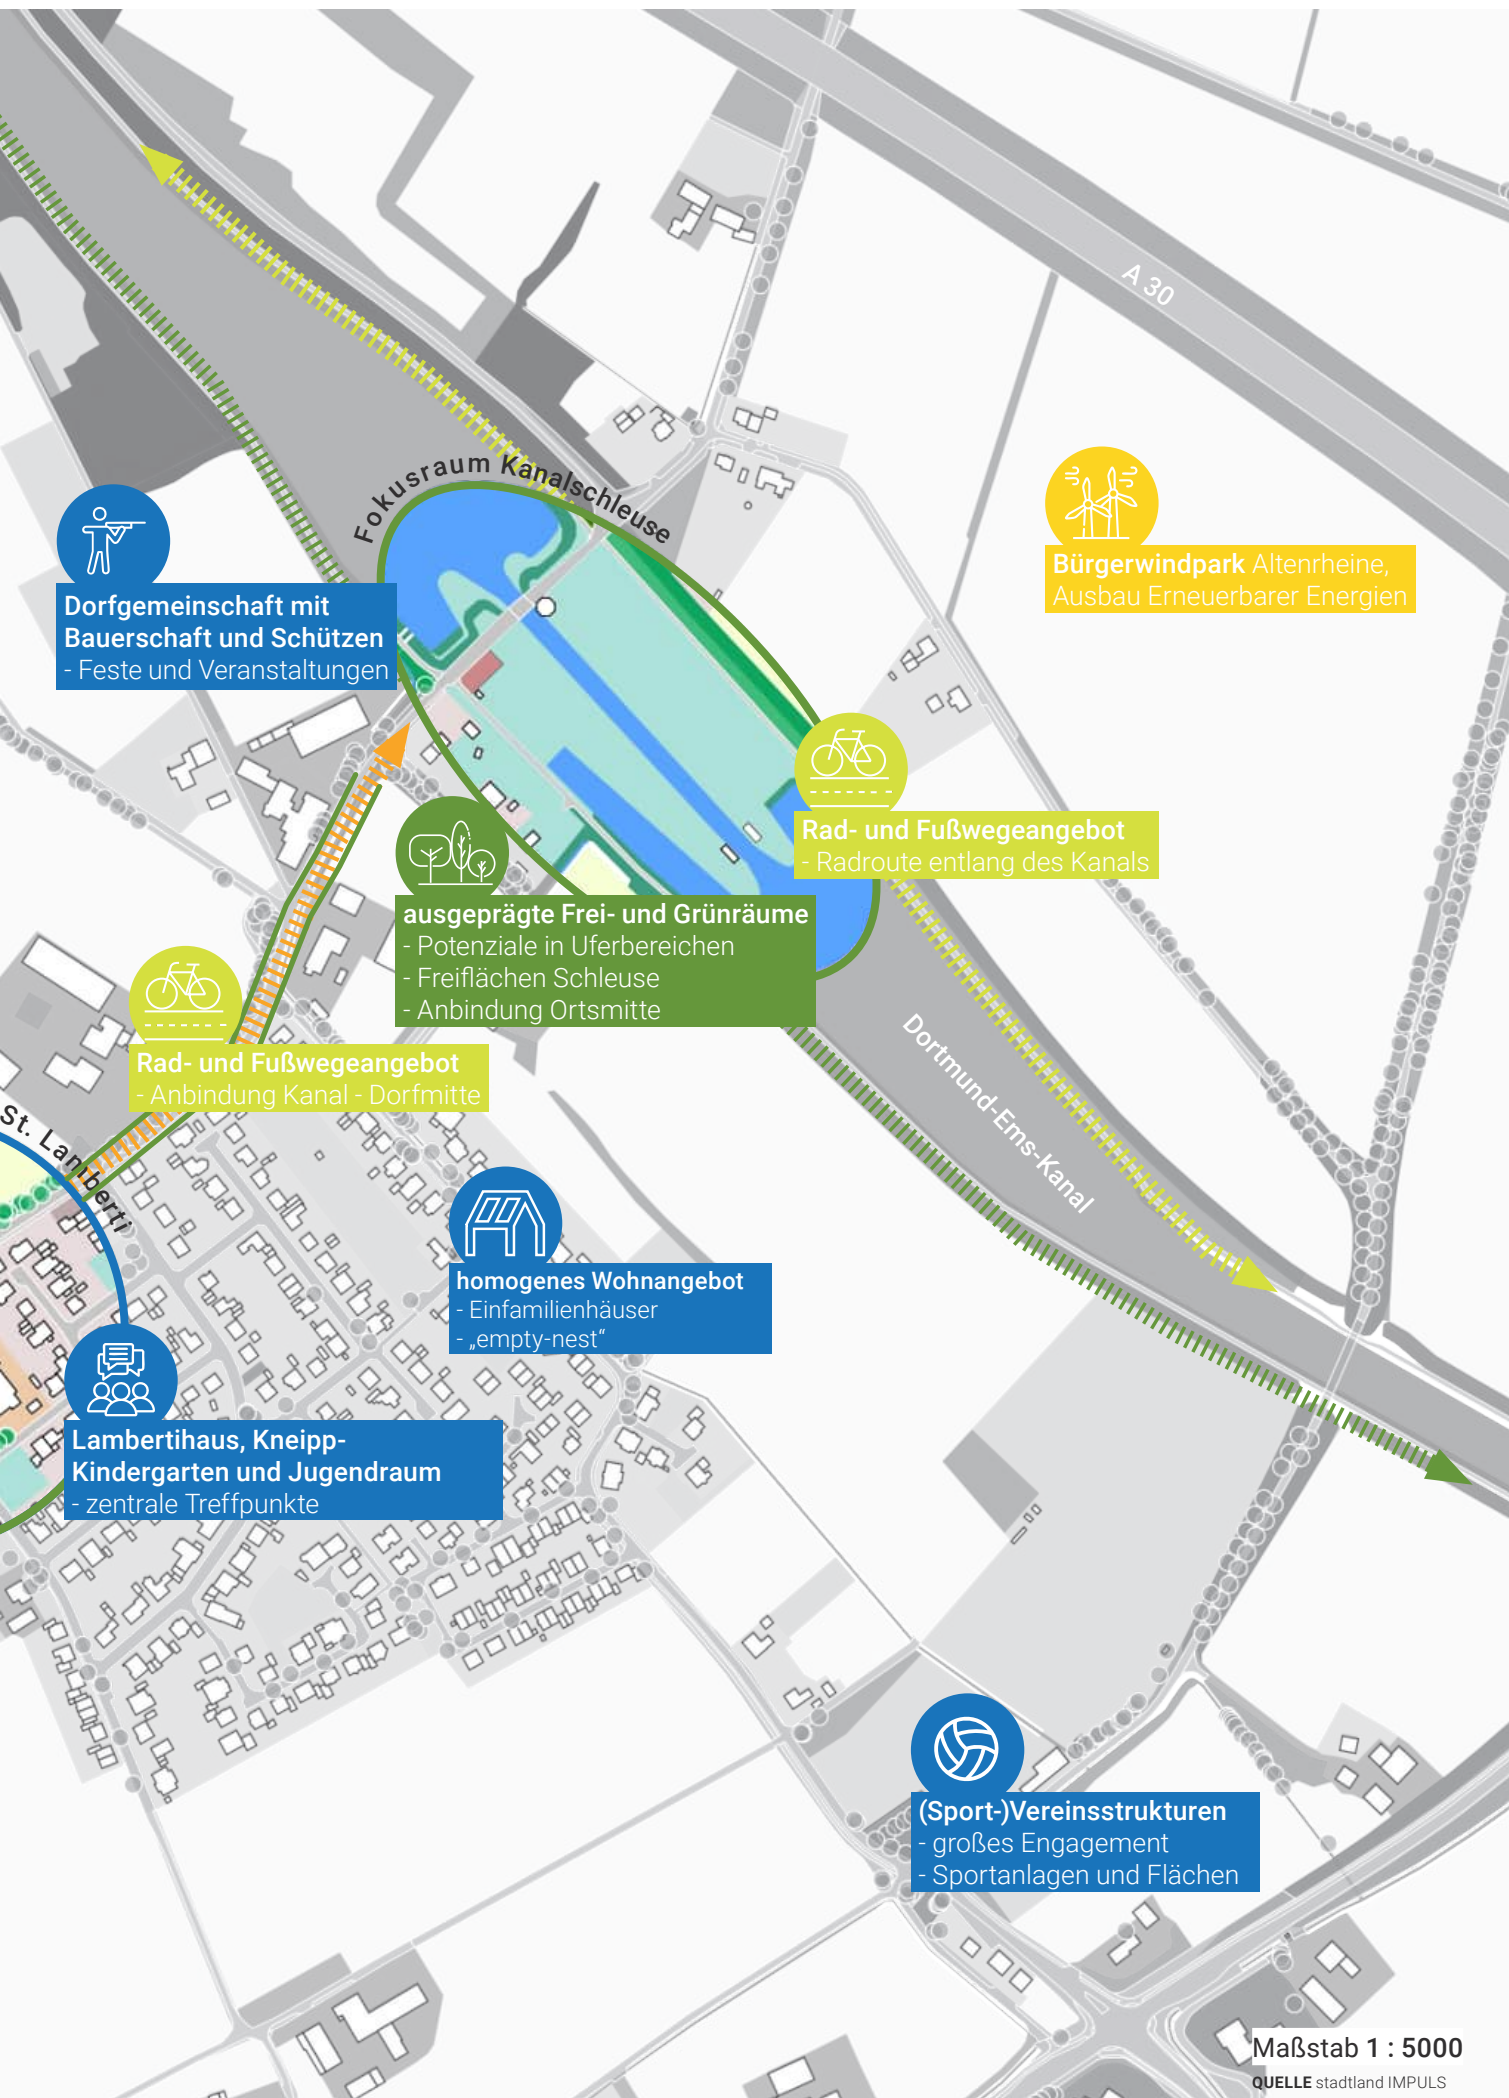 A 30
Fokusraum Kanalschleuse
Bürgerwindpark Altenrheine,
Ausbau Erneuerbarer Energien
Dorfgemeinschaft mit
Bauerschaft und Schützen
- Feste und Veranstaltungen
Rad- und Fußwegeangebot
- Radroute entlang des Kanals
ausgeprägte Frei- und Grünräume
- Potenziale in Uferbereichen
- Freiflächen Schleuse
- Anbindung Ortsmitte
Rad- und Fußwegeangebot
- Anbindung Kanal - Dorfmitte
Dortmund-Ems-Kanal
St. Lamberti
homogenes Wohnangebot
- Einfamilienhäuser
- „empty-nest“
Lambertihaus, Kneipp-
Kindergarten und Jugendraum
- zentrale Treffpunkte
(Sport-)Vereinsstrukturen
- großes Engagement
- Sportanlagen und Flächen
Maßstab 1 : 5000
QUELLE stadtland IMPULS